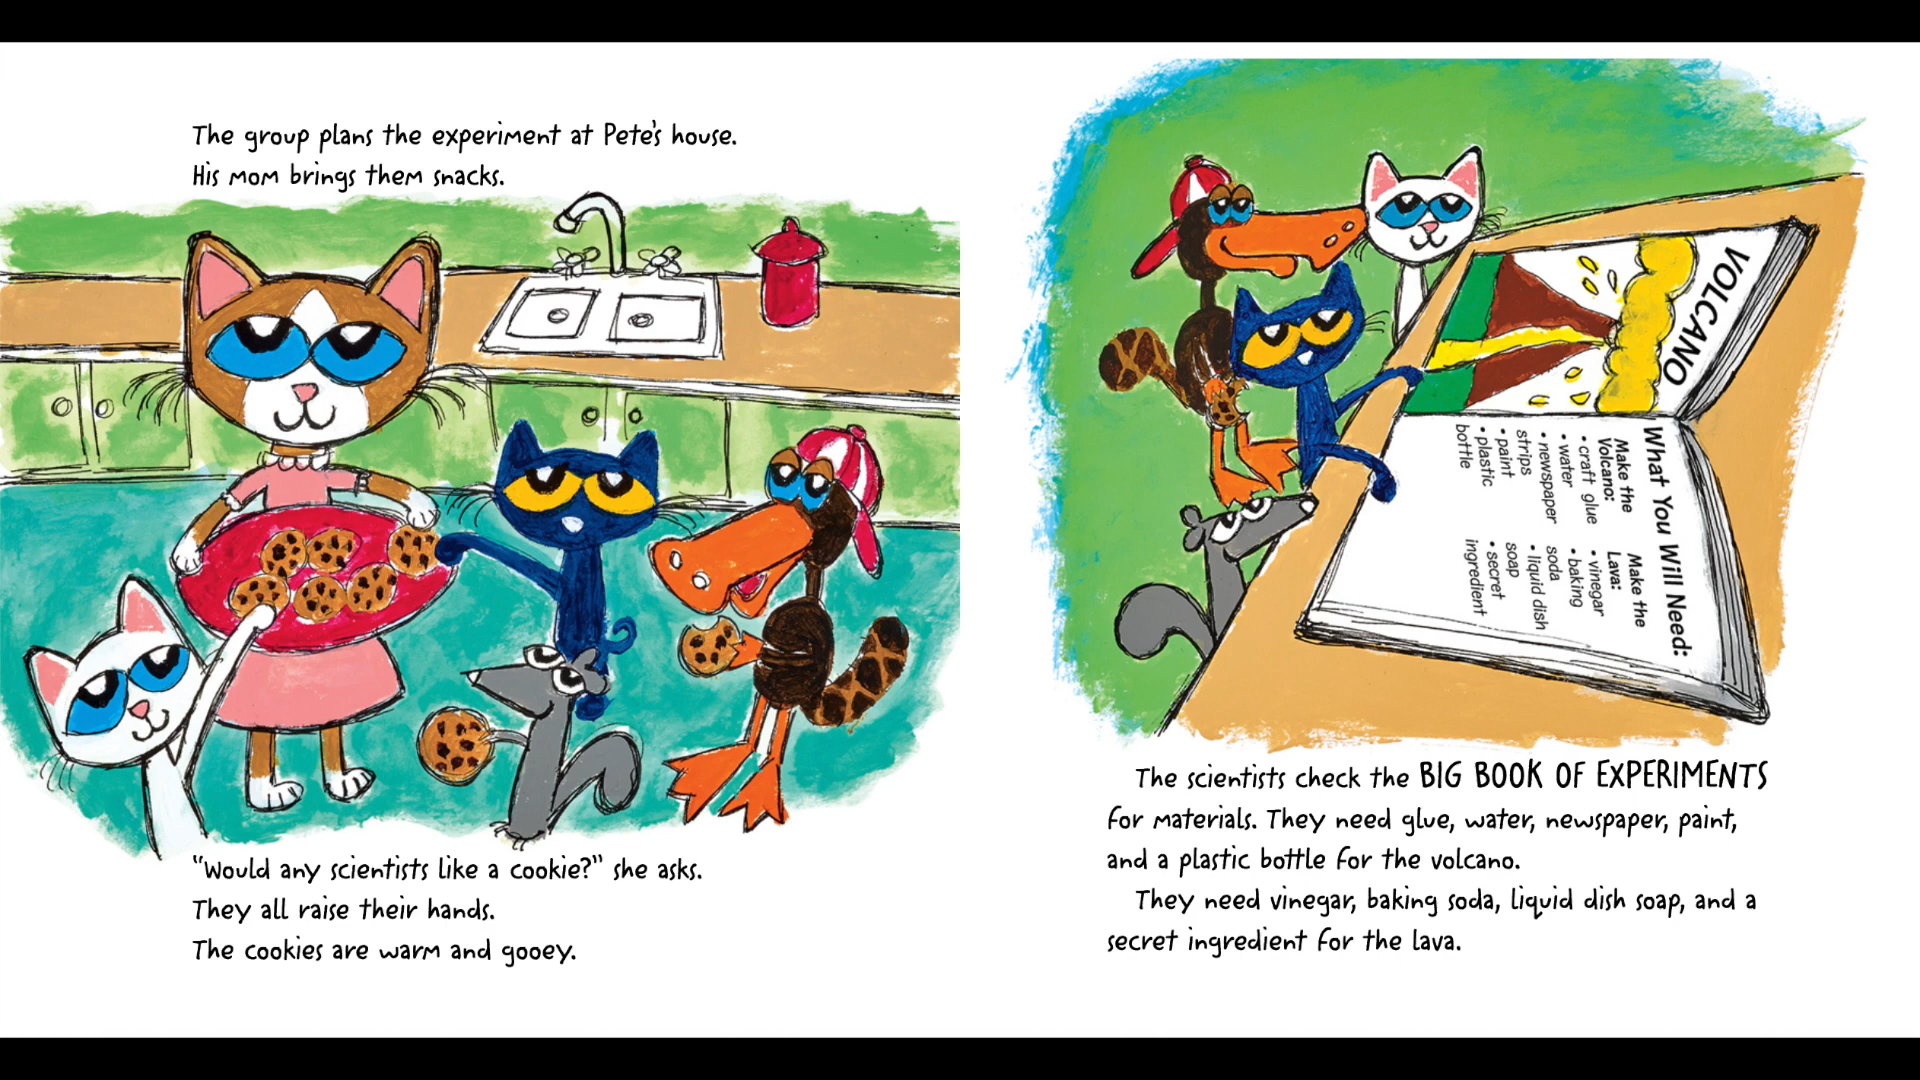 The group plans the experiment at Pete's house.
His mom brings them snacks.
"Would any scientists like a cookie?" she asks.
They all raise their hands.
The cookies are warm and gooey.
VOLCANO
What You Will Need:
Make the
Volcano:
• craft glue
• water
• newspaper
strips
• paint
• plastic
bottle
Make the
Lava:
• vinegar
• baking
soda
• liquid dish
soap
• secret
ingredient
The scientists check the BIG BOOK OF EXPERIMENTS
for materials. They need glue, water, newspaper, paint,
and a plastic bottle for the volcano.
They need vinegar, baking soda, liquid dish soap, and a
secret ingredient for the lava.